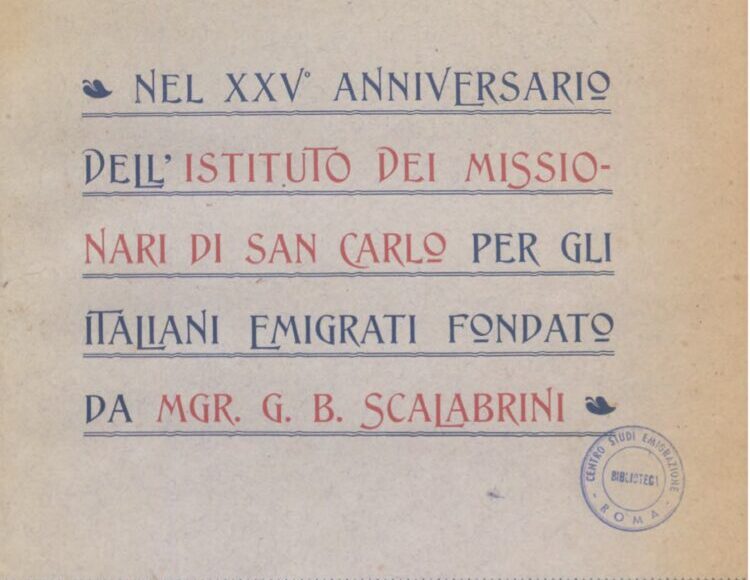 NEL XXV° ANNIVERSARIO
DELL' ISTITUTO DEI MISSIO-
NARI DI SAN CARLO PER GLI
ITALIANI EMIGRATI FONDATO
DA MGR. G. B. SCALABRINI
CENTRO STUDI EMIGRAZIONE
- ROMA -